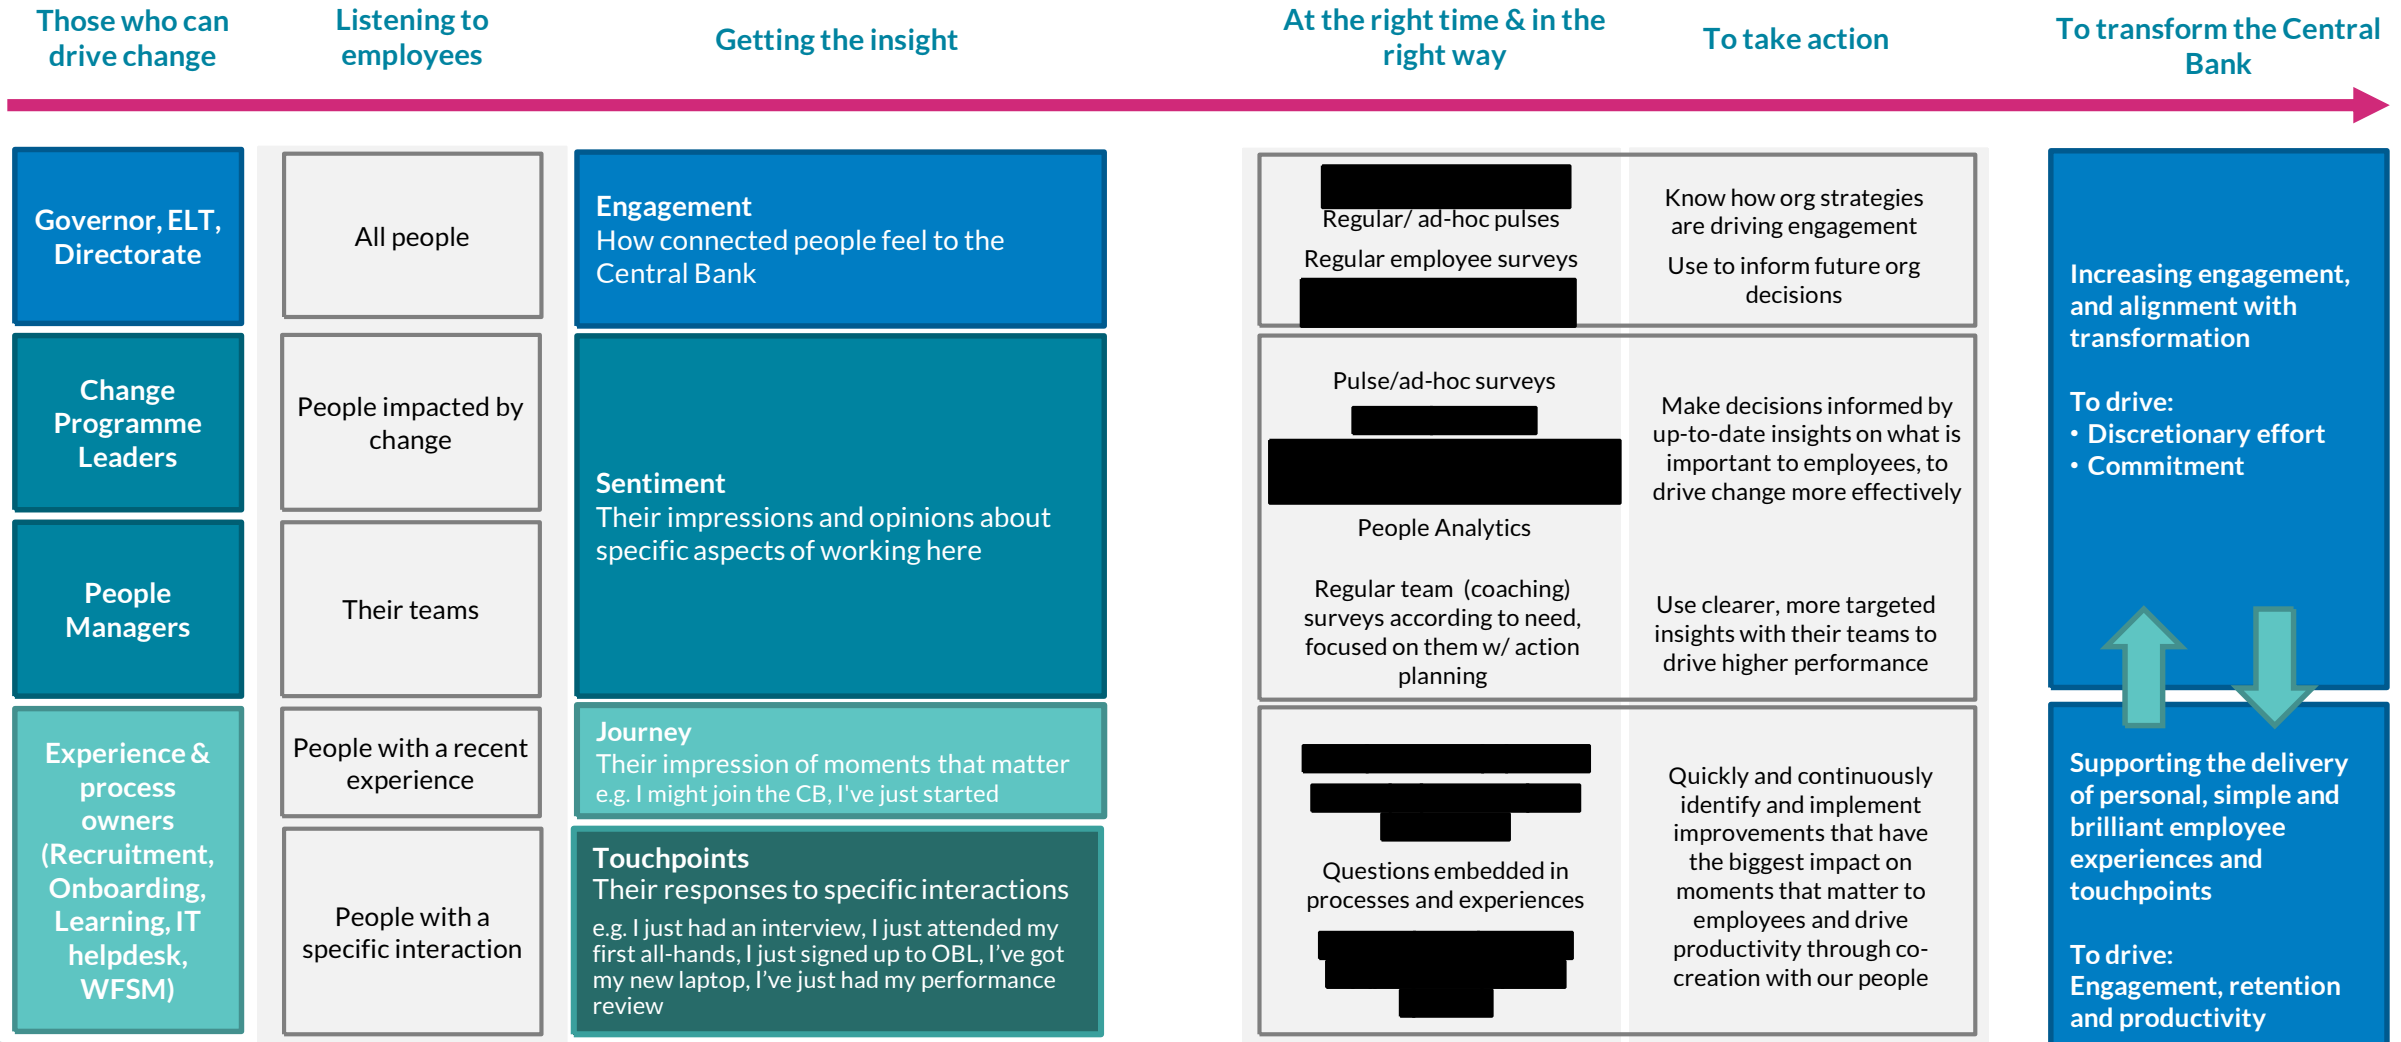 Those who can
drive change
Listening to
employees
Getting the insight
At the right time & in the
right way
To take action
To transform the Central
Bank
Governor, ELT,
Directorate
All people
Engagement
How connected people feel to the
Central Bank
Regular/ ad-hoc pulses
Regular employee surveys
Know how org strategies
are driving engagement
Use to inform future org
decisions
Increasing engagement,
and alignment with
transformation
To drive:
• Discretionary effort
• Commitment
Change
Programme
Leaders
People impacted by
change
Sentiment
Their impressions and opinions about
specific aspects of working here
Pulse/ad-hoc surveys
People Analytics
Make decisions informed by
up-to-date insights on what is
important to employees, to
drive change more effectively
People
Managers
Their teams
Regular team (coaching)
surveys according to need,
focused on them w/ action
planning
Use clearer, more targeted
insights with their teams to
drive higher performance
Experience &
process
owners
(Recruitment,
Onboarding,
Learning, IT
helpdesk,
WFSM)
People with a recent
experience
Journey
Their impression of moments that matter
e.g. I might join the CB, I've just started
People with a
specific interaction
Touchpoints
Their responses to specific interactions
e.g. I just had an interview, I just attended my
first all-hands, I just signed up to OBL, I’ve got
my new laptop, I’ve just had my performance
review
Questions embedded in
processes and experiences
Quickly and continuously
identify and implement
improvements that have
the biggest impact on
moments that matter to
employees and drive
productivity through co-
creation with our people
Supporting the delivery
of personal, simple and
brilliant employee
experiences and
touchpoints
To drive:
Engagement, retention
and productivity